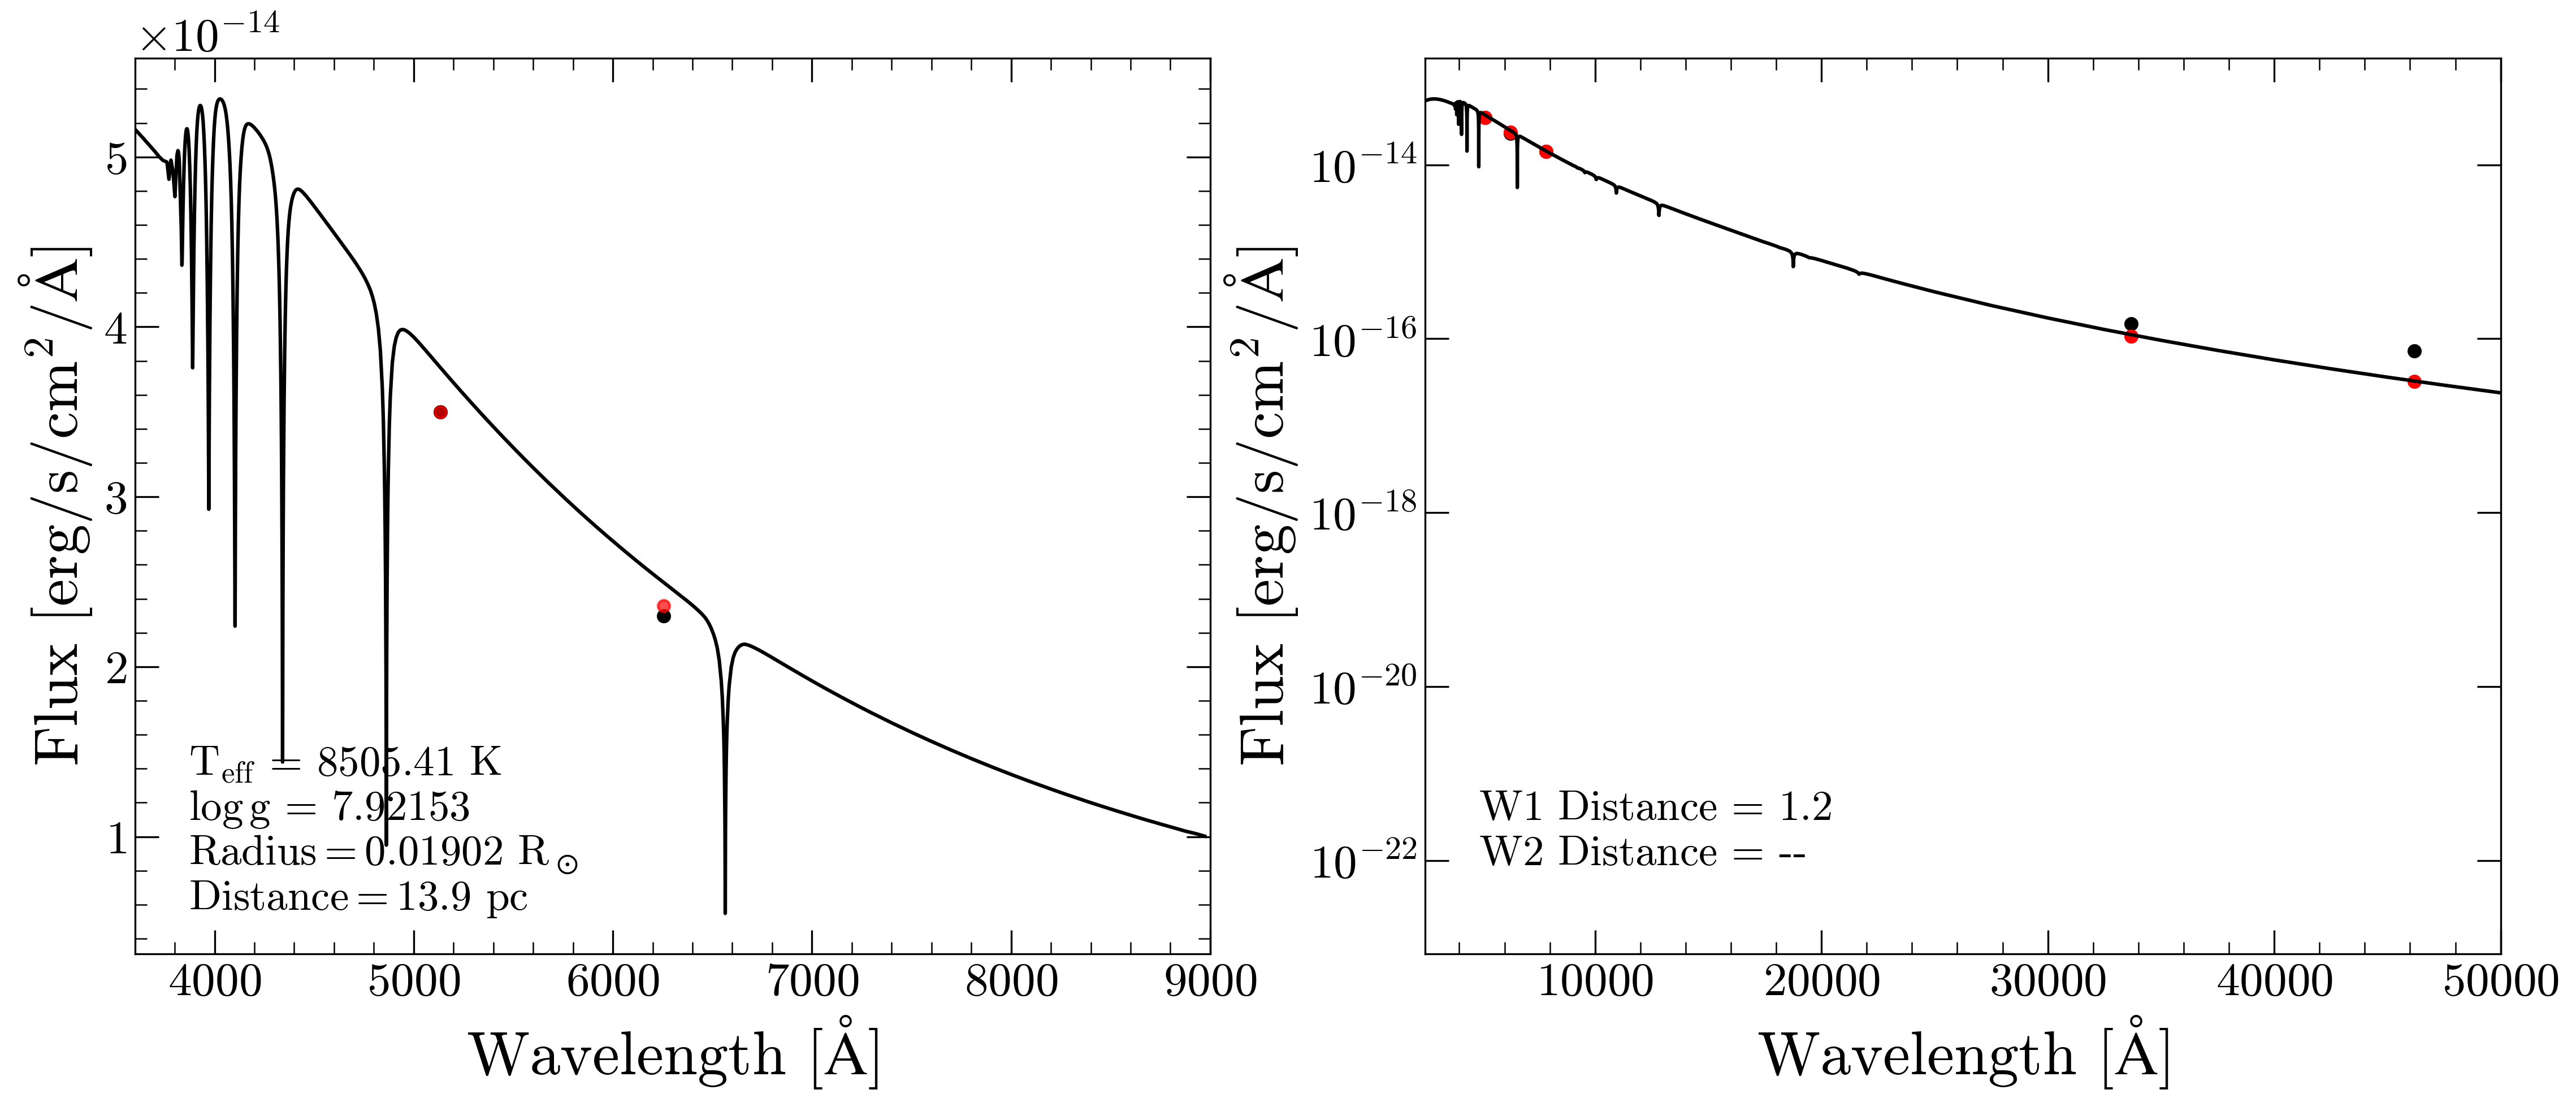 ×10⁻¹⁴
Flux [erg/s/cm²/Å]
5
4
3
2
1
T_eff = 8505.41 K
log g = 7.92153
Radius = 0.01902 R_⊙
Distance = 13.9 pc
4000 5000 6000 7000 8000 9000
Wavelength [Å]
Flux [erg/s/cm²/Å]
10⁻¹⁴
10⁻¹⁶
10⁻¹⁸
10⁻²⁰
10⁻²²
W1 Distance = 1.2
W2 Distance = --
10000 20000 30000 40000 50000
Wavelength [Å]